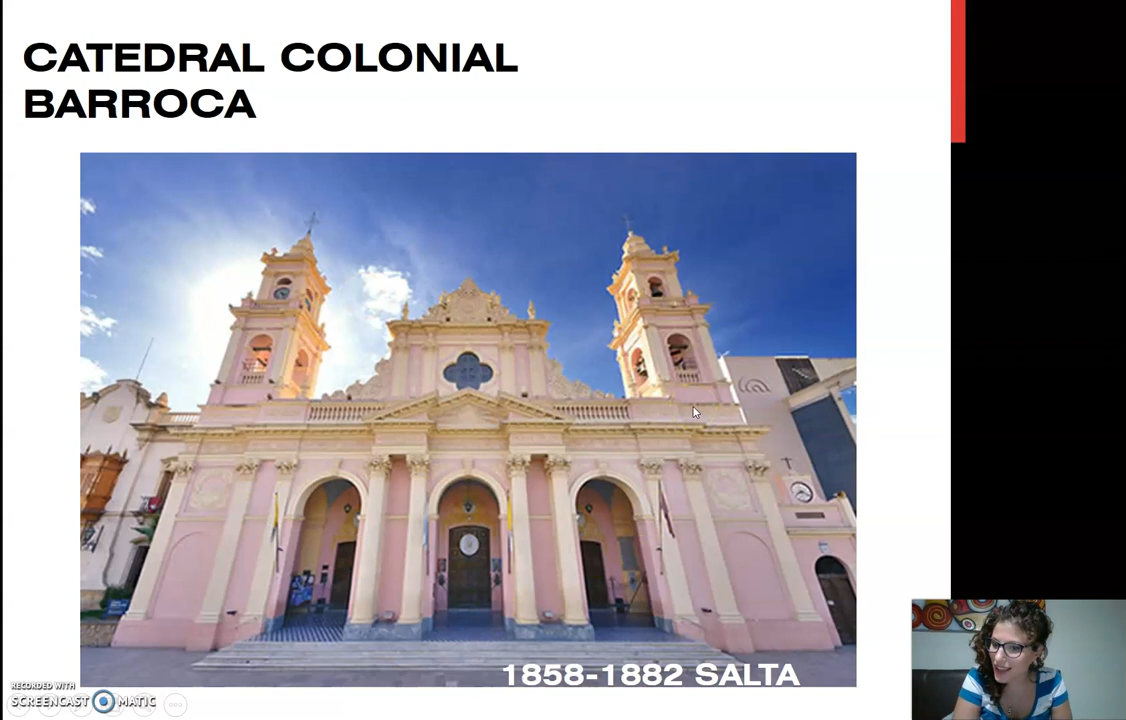 CATEDRAL COLONIAL
BARROCA
1858-1882 SALTA
RECORDED WITH
SCREENCAST MATIC